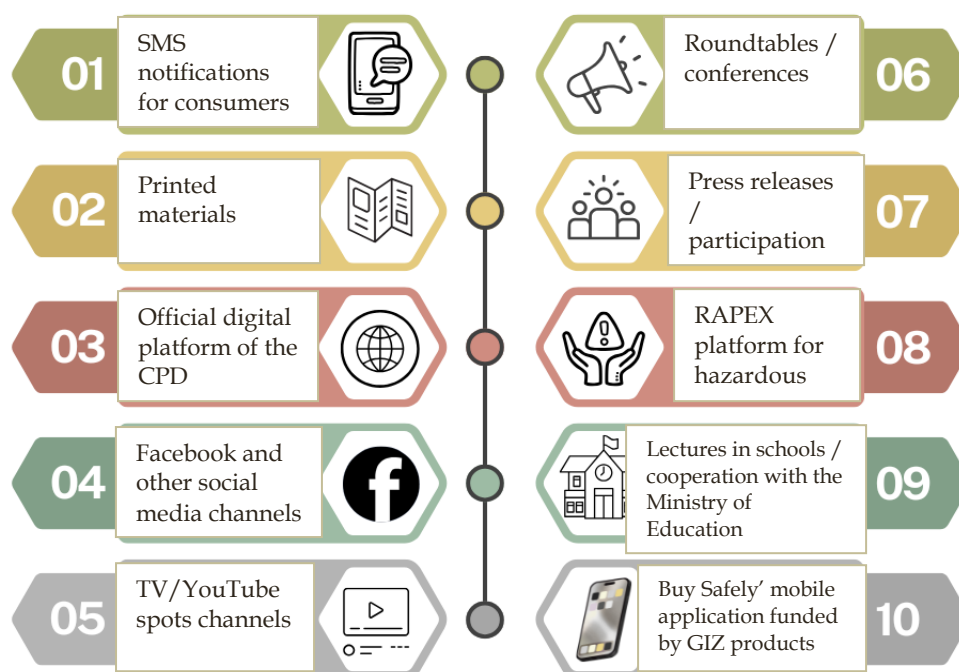 01
SMS
notifications
for consumers
02
Printed
materials
03
Official digital
platform of the
CPD
04
Facebook and
other social
media channels
05
TV/YouTube
spots channels
Roundtables /
conferences
06
Press releases
/
participation
07
RAPEX
platform for
hazardous
08
Lectures in schools /
cooperation with the
Ministry of
Education
09
Buy Safely’ mobile
application funded
by GIZ products
10